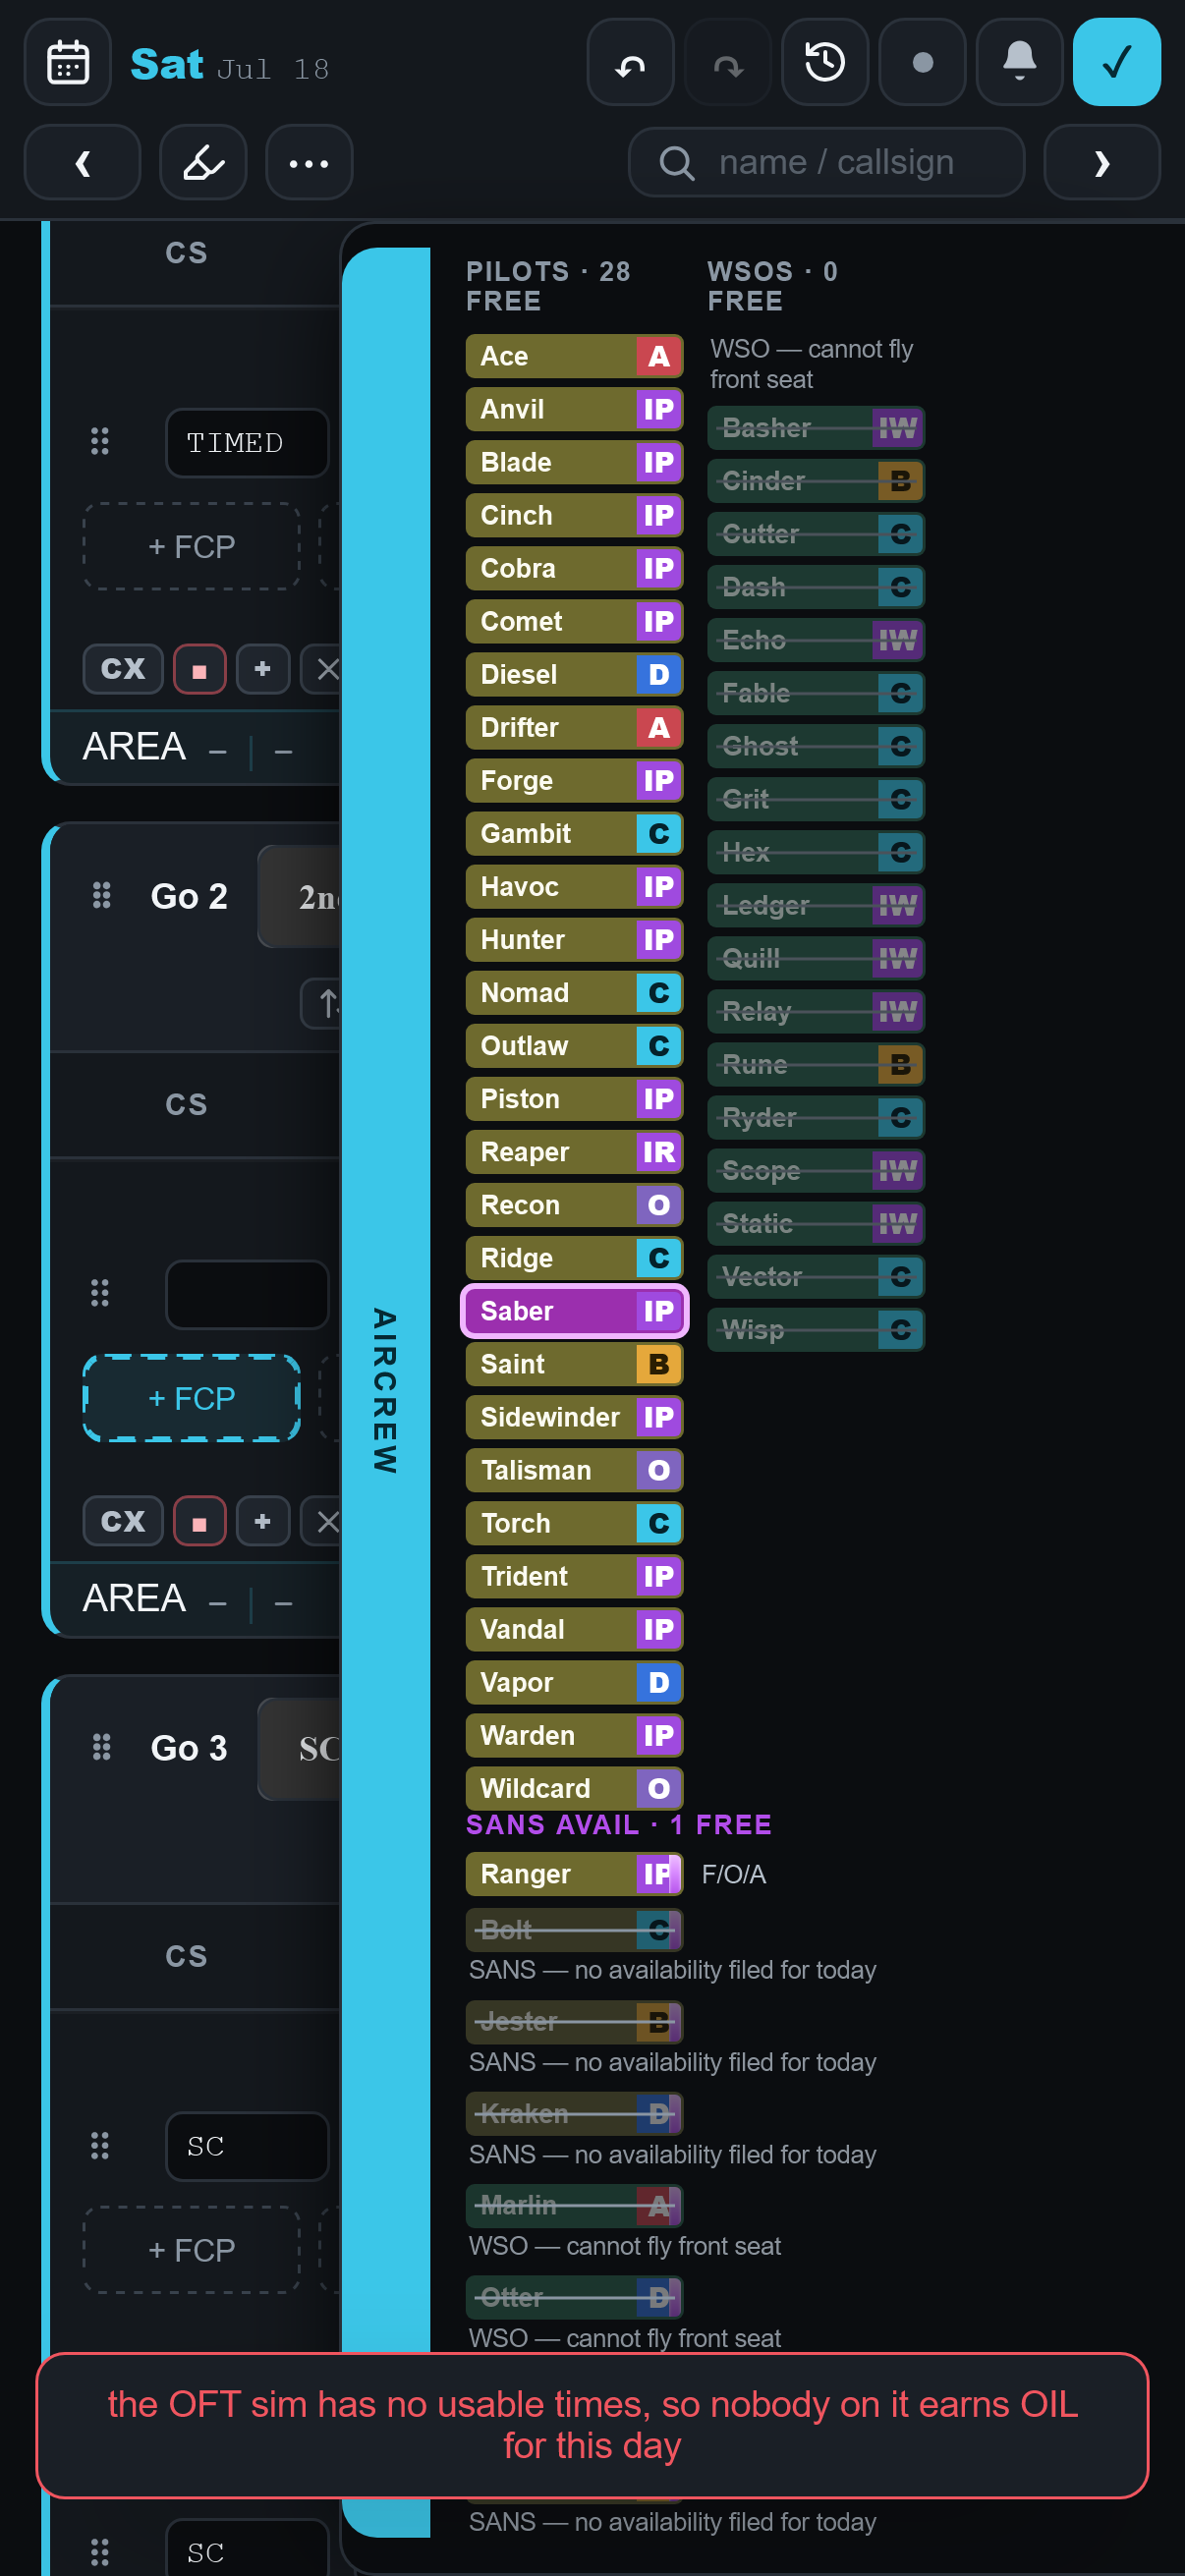 Sat Jul 18
name / callsign
CS
TIMED
+ FCP
CX + 
AREA – | –
Go 2
CS
+ FCP
CX +
AREA – | –
Go 3 SC
CS
SC
+ FCP
SC
AIRCREW
PILOTS · 28
FREE
Ace A
Anvil IP
Blade IP
Cinch IP
Cobra IP
Comet IP
Diesel D
Drifter A
Forge IP
Gambit C
Havoc IP
Hunter IP
Nomad C
Outlaw C
Piston IP
Reaper IR
Recon O
Ridge C
Saber IP
Saint B
Sidewinder IP
Talisman O
Torch C
Trident IP
Vandal IP
Vapor D
Warden IP
Wildcard O
WSOS · 0
FREE
WSO — cannot fly
front seat
Basher IW
Cinder B
Cutter C
Dash C
Echo IW
Fable C
Ghost C
Grit C
Hex C
Ledger IW
Quill IW
Relay IW
Rune B
Ryder C
Scope IW
Static IW
Vector C
Wisp C
SANS AVAIL · 1 FREE
Ranger IP F/O/A
Bolt C
SANS — no availability filed for today
Jester B
SANS — no availability filed for today
Kraken D
SANS — no availability filed for today
Marlin A
WSO — cannot fly front seat
Otter D
WSO — cannot fly front seat
the OFT sim has no usable times, so nobody on it earns OIL
for this day
SANS — no availability filed for today